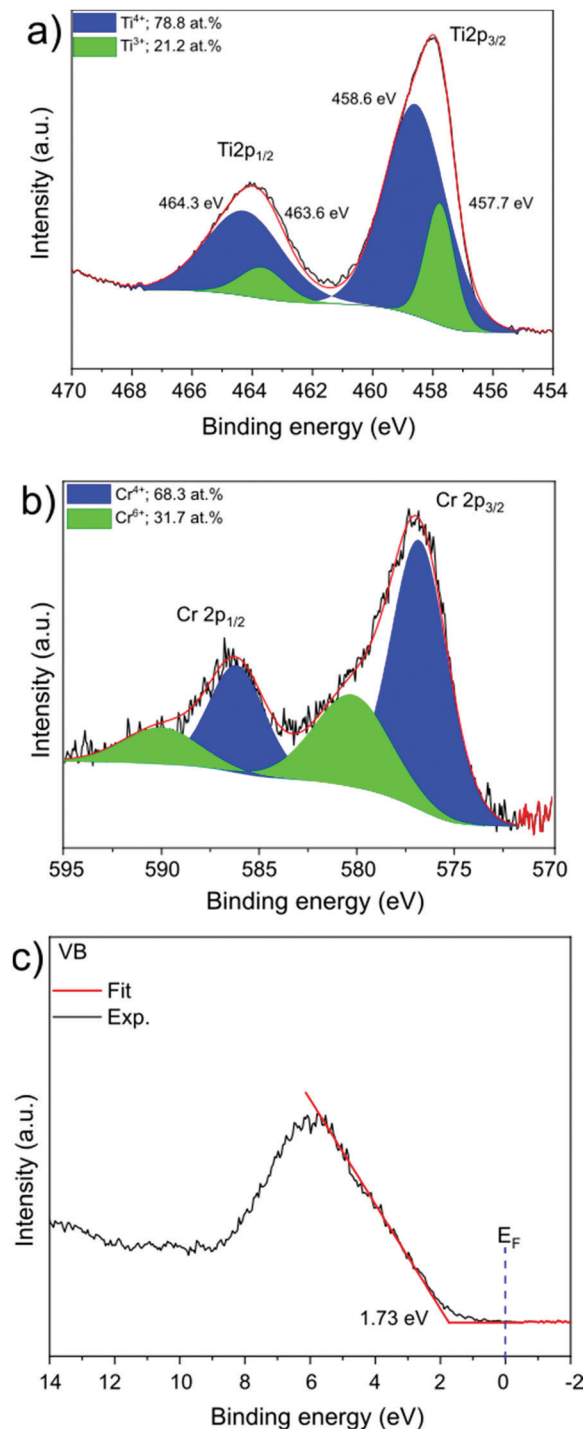 a)
Ti⁴⁺; 78.8 at.%
Ti³⁺; 21.2 at.%
Ti2p₃/₂
458.6 eV
Ti2p₁/₂
464.3 eV
463.6 eV
457.7 eV
Intensity (a.u.)
470 468 466 464 462 460 458 456 454
Binding energy (eV)
b)
Cr⁴⁺; 68.3 at.%
Cr⁶⁺; 31.7 at.%
Cr 2p₃/₂
Cr 2p₁/₂
Intensity (a.u.)
595 590 585 580 575 570
Binding energy (eV)
c)
VB
Fit
Exp.
E_F
1.73 eV
Intensity (a.u.)
14 12 10 8 6 4 2 0 -2
Binding energy (eV)